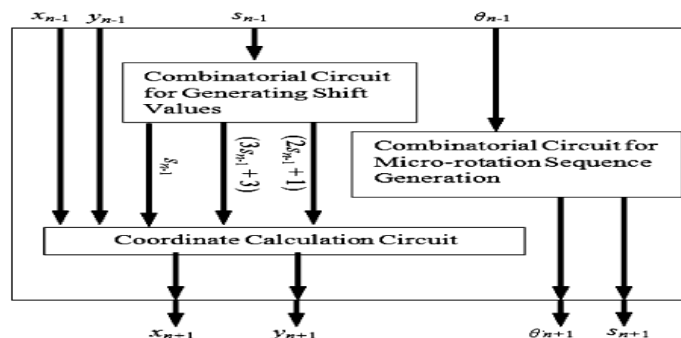 x_{n-1} y_{n-1} s_{n-1} θ_{n-1}
Combinatorial Circuit
for Generating Shift
Values
Combinatorial Circuit for
Micro-rotation Sequence
Generation
s_{n-1}
(3s_{n-1}+3)
(2s_{n-1}+1)
Coordinate Calculation Circuit
x_{n+1} y_{n+1} θ_{n+1} s_{n+1}